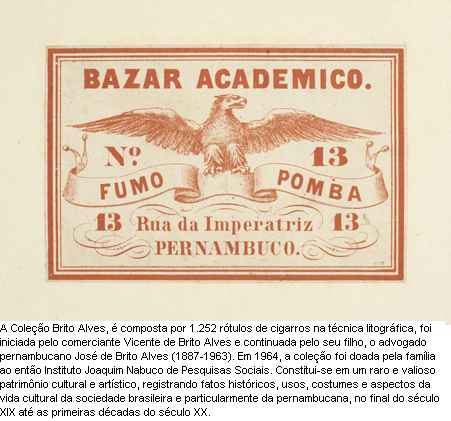 BAZAR ACADEMICO.
Nº 13
FUMO POMBA
13 Rua da Imperatriz 13
PERNAMBUCO.
A Coleção Brito Alves, é composta por 1.252 rótulos de cigarros na técnica litográfica, foi
iniciada pelo comerciante Vicente de Brito Alves e continuada pelo seu filho, o advogado
pernambucano José de Brito Alves (1887-1963). Em 1964, a coleção foi doada pela família
ao então Instituto Joaquim Nabuco de Pesquisas Sociais. Constitui-se em um raro e valioso
patrimônio cultural e artístico, registrando fatos históricos, usos, costumes e aspectos da
vida cultural da sociedade brasileira e particularmente da pernambucana, no final do século
XIX até as primeiras décadas do século XX.